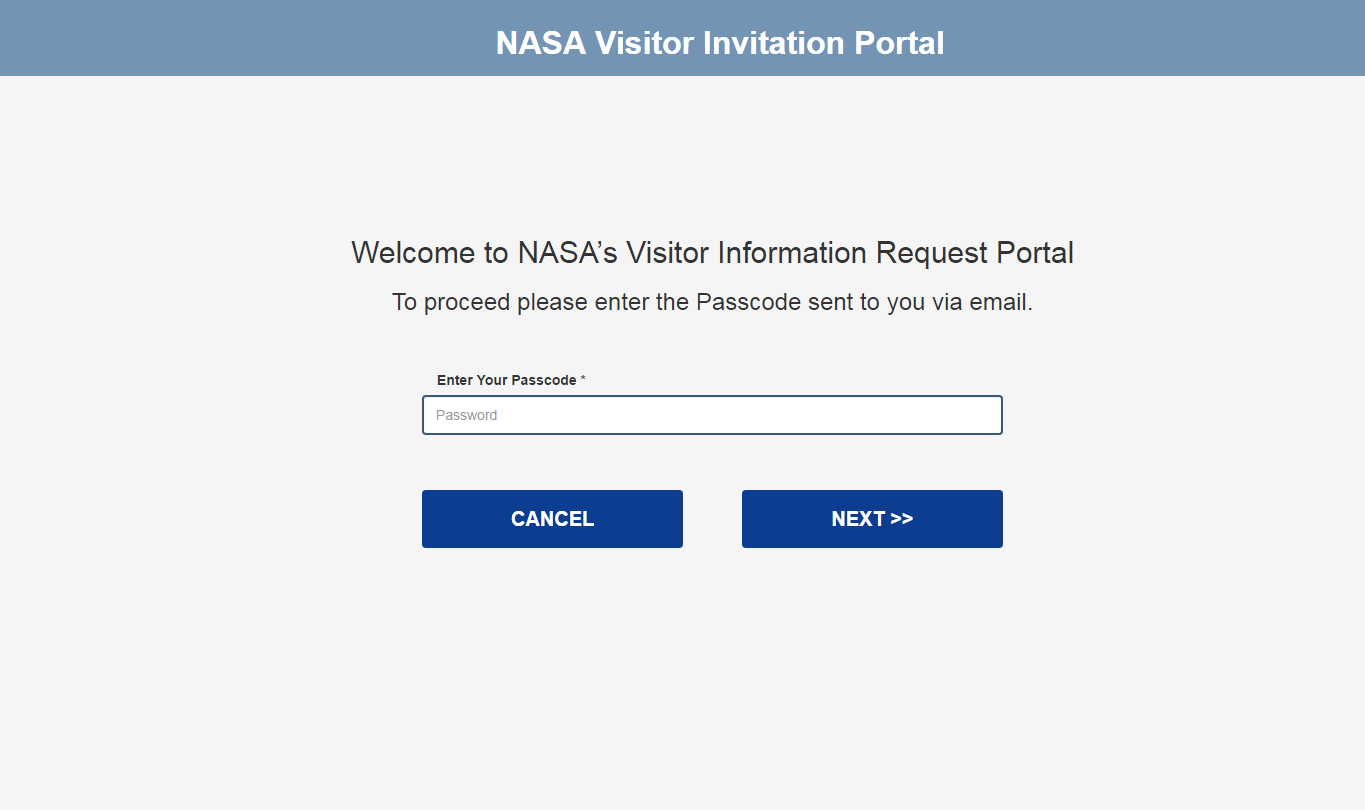 NASA Visitor Invitation Portal
Welcome to NASA’s Visitor Information Request Portal
To proceed please enter the Passcode sent to you via email.
Enter Your Passcode *
Password
CANCEL
NEXT >>